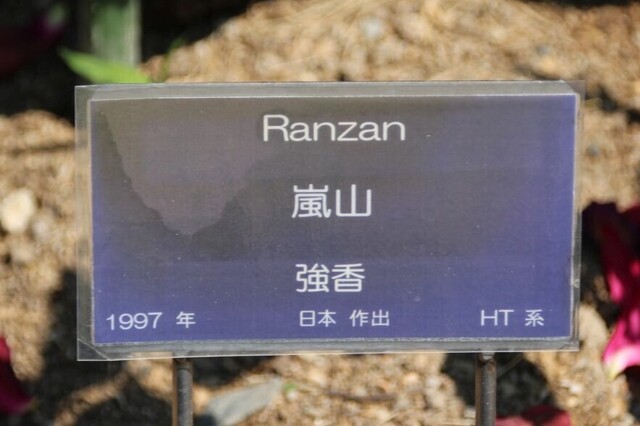 Ranzan
嵐山
強香
1997 年 日本 作出 HT 系